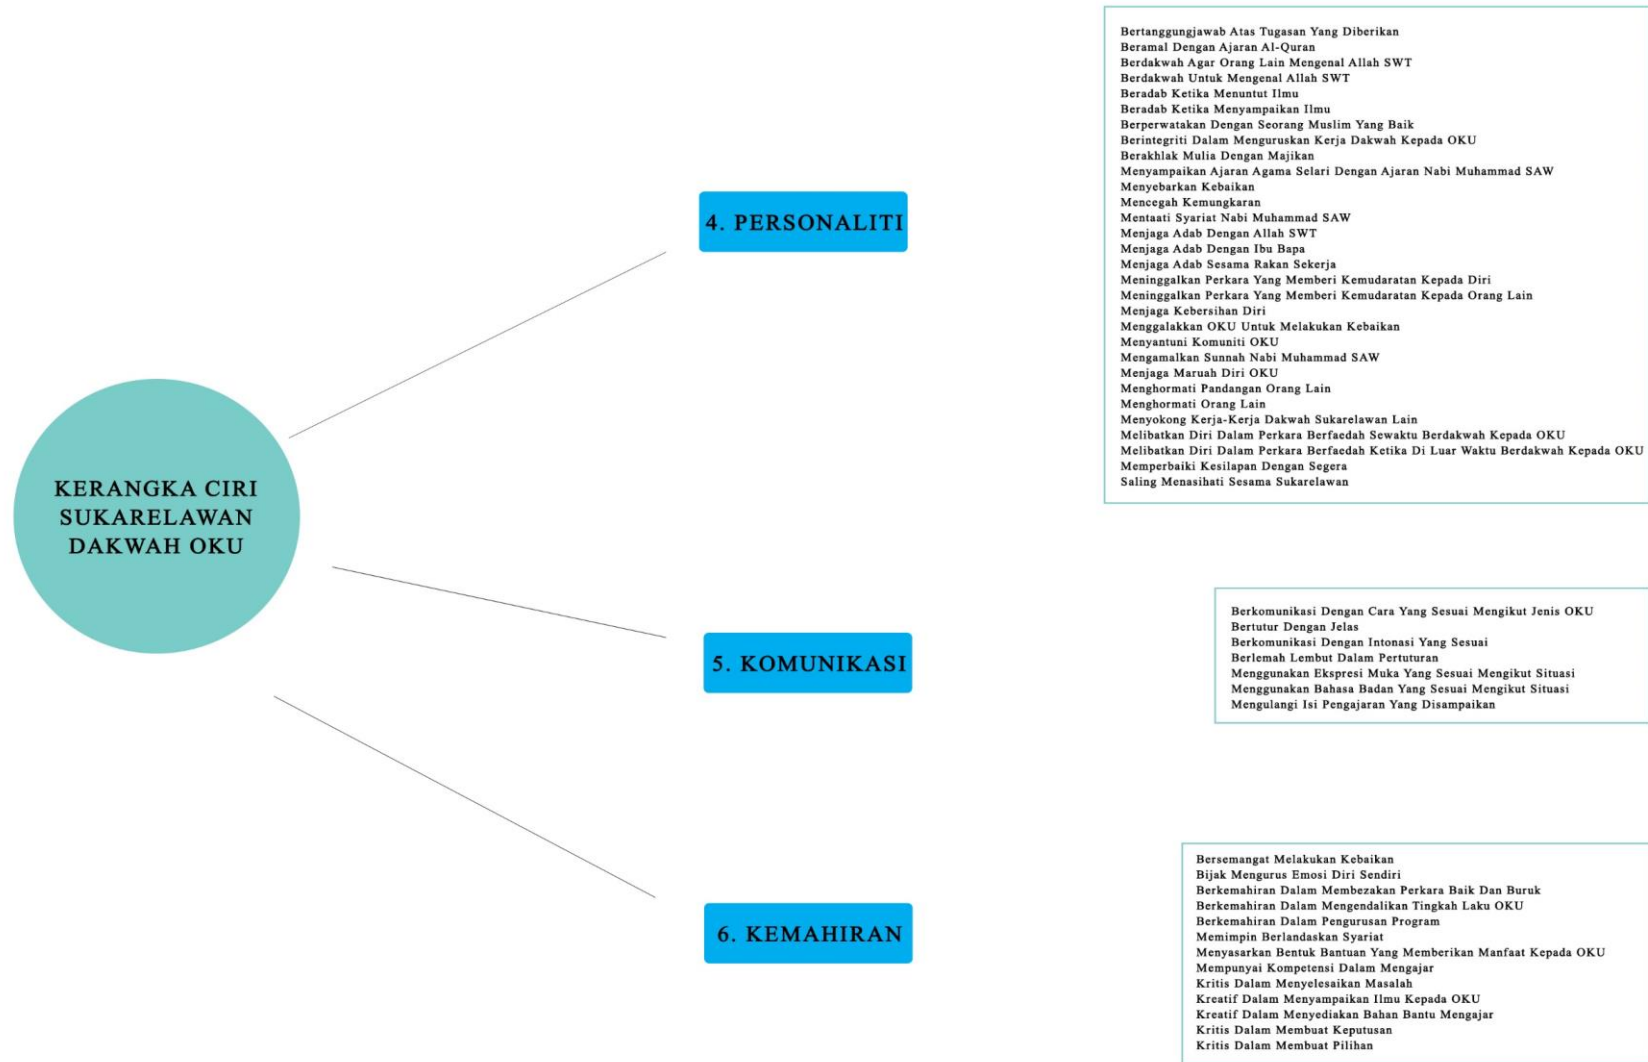 KERANGKA CIRI
SUKARELAWAN
DAKWAH OKU
4. PERSONALITI
Bertanggungjawab Atas Tugasan Yang Diberikan
Beramal Dengan Ajaran Al-Quran
Berdakwah Agar Orang Lain Mengenal Allah SWT
Berdakwah Untuk Mengenal Allah SWT
Beradab Ketika Menuntut Ilmu
Beradab Ketika Menyampaikan Ilmu
Berperwatakan Dengan Seorang Muslim Yang Baik
Berintegriti Dalam Menguruskan Kerja Dakwah Kepada OKU
Berakhlak Mulia Dengan Majikan
Menyampaikan Ajaran Agama Selari Dengan Ajaran Nabi Muhammad SAW
Menyebarkan Kebaikan
Mencegah Kemungkaran
Mentaati Syariat Nabi Muhammad SAW
Menjaga Adab Dengan Allah SWT
Menjaga Adab Dengan Ibu Bapa
Menjaga Adab Sesama Rakan Sekerja
Meninggalkan Perkara Yang Memberi Kemudaratan Kepada Diri
Meninggalkan Perkara Yang Memberi Kemudaratan Kepada Orang Lain
Menjaga Kebersihan Diri
Menggalakkan OKU Untuk Melakukan Kebaikan
Menyantuni Komuniti OKU
Mengamalkan Sunnah Nabi Muhammad SAW
Menjaga Maruah Diri OKU
Menghormati Pandangan Orang Lain
Menghormati Orang Lain
Menyokong Kerja-Kerja Dakwah Sukarelawan Lain
Melibatkan Diri Dalam Perkara Berfaedah Sewaktu Berdakwah Kepada OKU
Melibatkan Diri Dalam Perkara Berfaedah Ketika Di Luar Waktu Berdakwah Kepada OKU
Memperbaiki Kesilapan Dengan Segera
Saling Menasihati Sesama Sukarelawan
5. KOMUNIKASI
Berkomunikasi Dengan Cara Yang Sesuai Mengikut Jenis OKU
Bertutur Dengan Jelas
Berkomunikasi Dengan Intonasi Yang Sesuai
Berlemah Lembut Dalam Pertuturan
Menggunakan Ekspresi Muka Yang Sesuai Mengikut Situasi
Menggunakan Bahasa Badan Yang Sesuai Mengikut Situasi
Mengulangi Isi Pengajaran Yang Disampaikan
6. KEMAHIRAN
Bersemangat Melakukan Kebaikan
Bijak Mengurus Emosi Diri Sendiri
Berkemahiran Dalam Membezakan Perkara Baik Dan Buruk
Berkemahiran Dalam Mengendalikan Tingkah Laku OKU
Berkemahiran Dalam Pengurusan Program
Memimpin Berlandaskan Syariat
Menyasarkan Bentuk Bantuan Yang Memberikan Manfaat Kepada OKU
Mempunyai Kompetensi Dalam Mengajar
Kritis Dalam Menyelesaikan Masalah
Kreatif Dalam Menyampaikan Ilmu Kepada OKU
Kreatif Dalam Menyediakan Bahan Bantu Mengajar
Kritis Dalam Membuat Keputusan
Kritis Dalam Membuat Pilihan